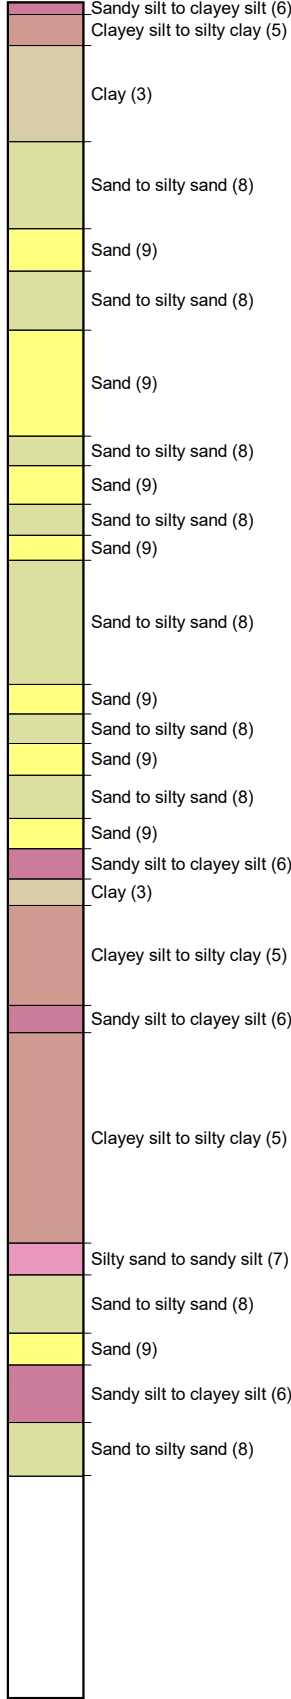 Sandy silt to clayey silt (6)
Clayey silt to silty clay (5)
Clay (3)
Sand to silty sand (8)
Sand (9)
Sand to silty sand (8)
Sand (9)
Sand to silty sand (8)
Sand (9)
Sand to silty sand (8)
Sand (9)
Sand to silty sand (8)
Sand (9)
Sand to silty sand (8)
Sand (9)
Sand to silty sand (8)
Sand (9)
Sandy silt to clayey silt (6)
Clay (3)
Clayey silt to silty clay (5)
Sandy silt to clayey silt (6)
Clayey silt to silty clay (5)
Silty sand to sandy silt (7)
Sand to silty sand (8)
Sand (9)
Sandy silt to clayey silt (6)
Sand to silty sand (8)